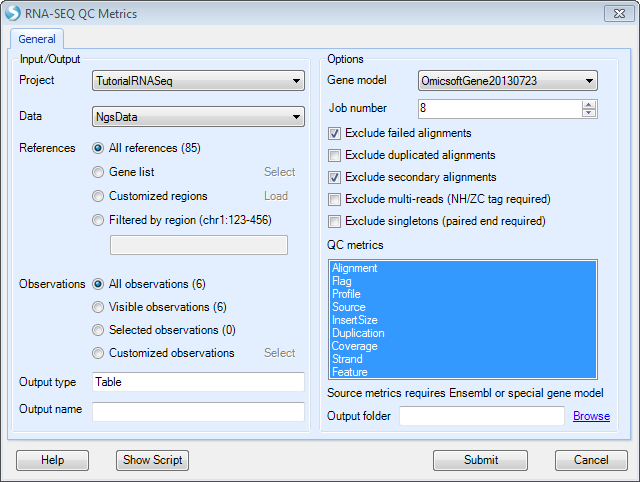 RNA-SEQ QC Metrics
General
Input/Output
Project TutorialRNASeq
Data NgsData
References All references (85)
Gene list Select
Customized regions Load
Filtered by region (chr1:123-456)
Observations All observations (6)
Visible observations (6)
Selected observations (0)
Customized observations Select
Output type Table
Output name
Options
Gene model OmicsoftGene20130723
Job number 8
Exclude failed alignments
Exclude duplicated alignments
Exclude secondary alignments
Exclude multi-reads (NH/ZC tag required)
Exclude singletons (paired end required)
QC metrics
Alignment
Flag
Profile
Source
InsertSize
Duplication
Coverage
Strand
Feature
Source metrics requires Ensembl or special gene model
Output folder Browse
Help Show Script Submit Cancel